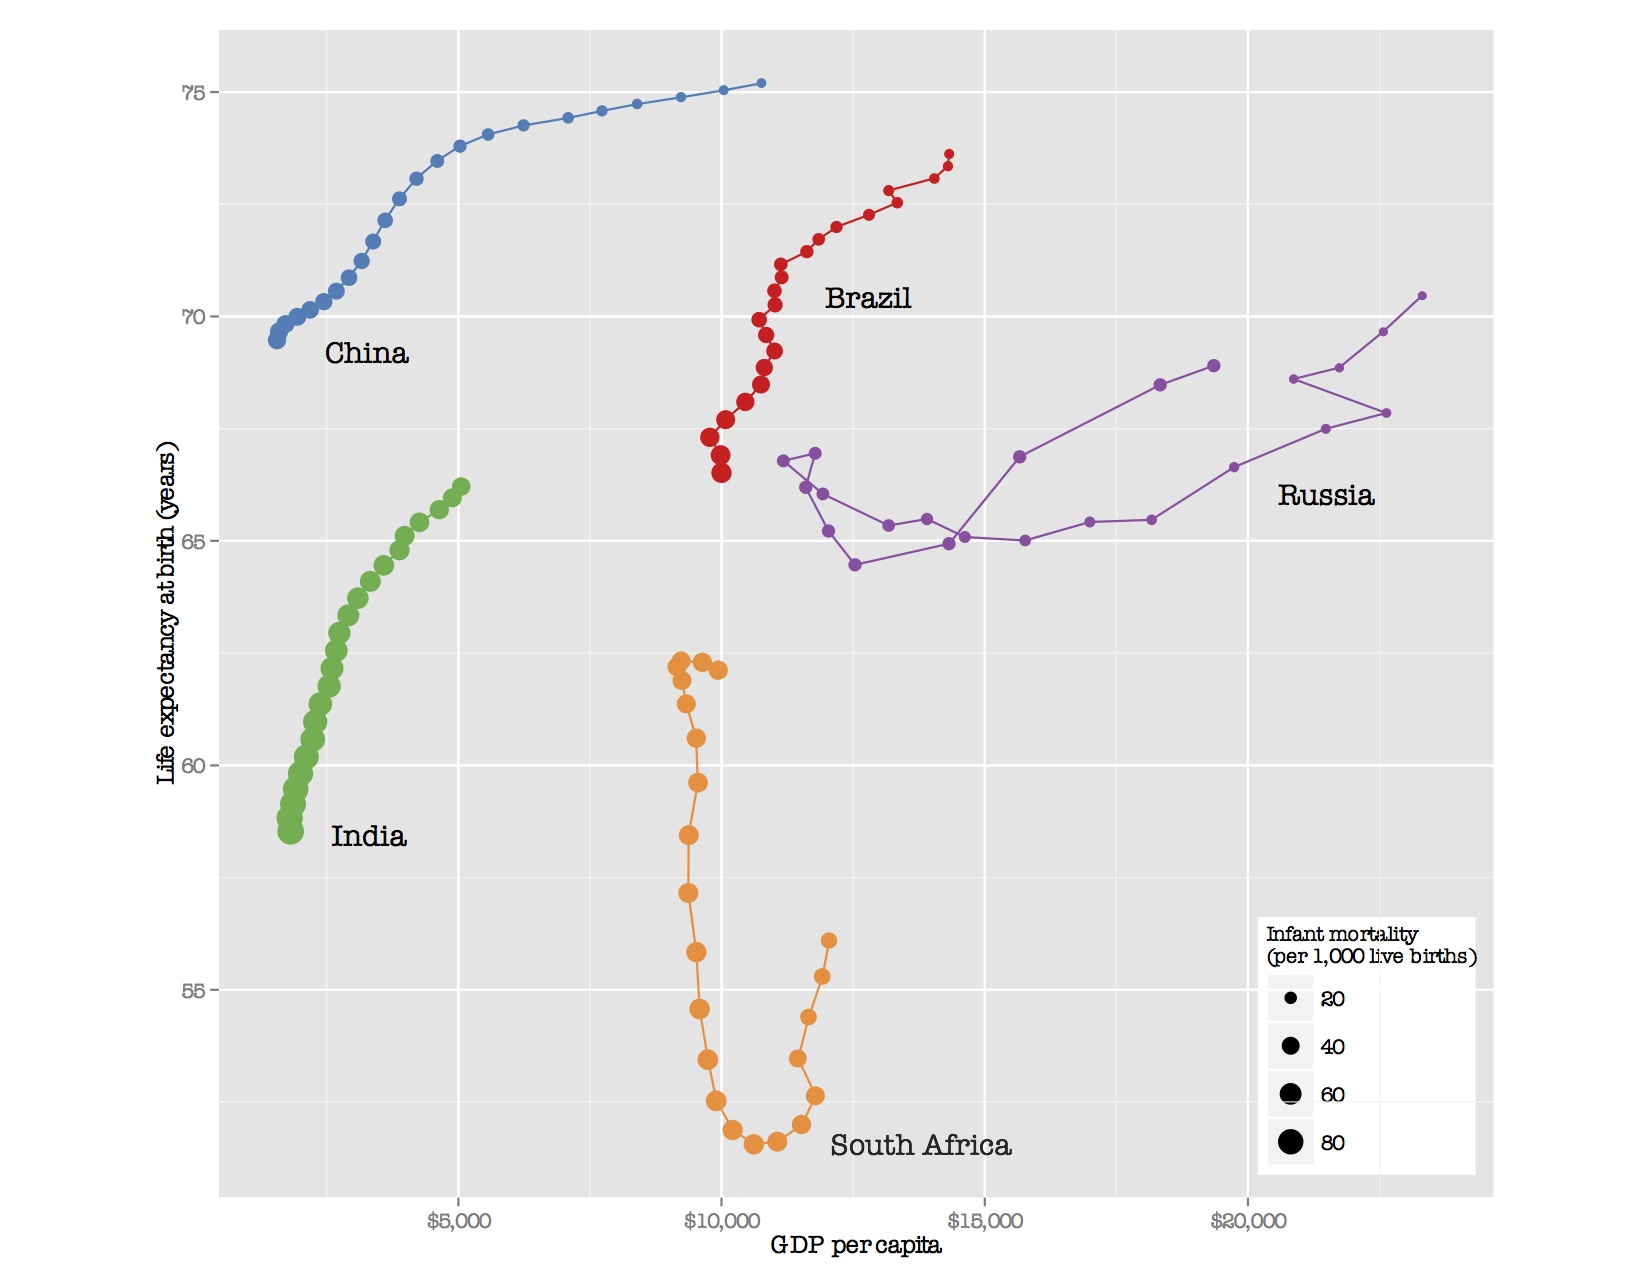 75
70
65
60
55
Life expectancy at birth (years)
China
Brazil
Russia
India
South Africa
Infant mortality
(per 1,000 live births)
20
40
60
80
$5,000
$10,000
$15,000
$20,000
GDP per capita